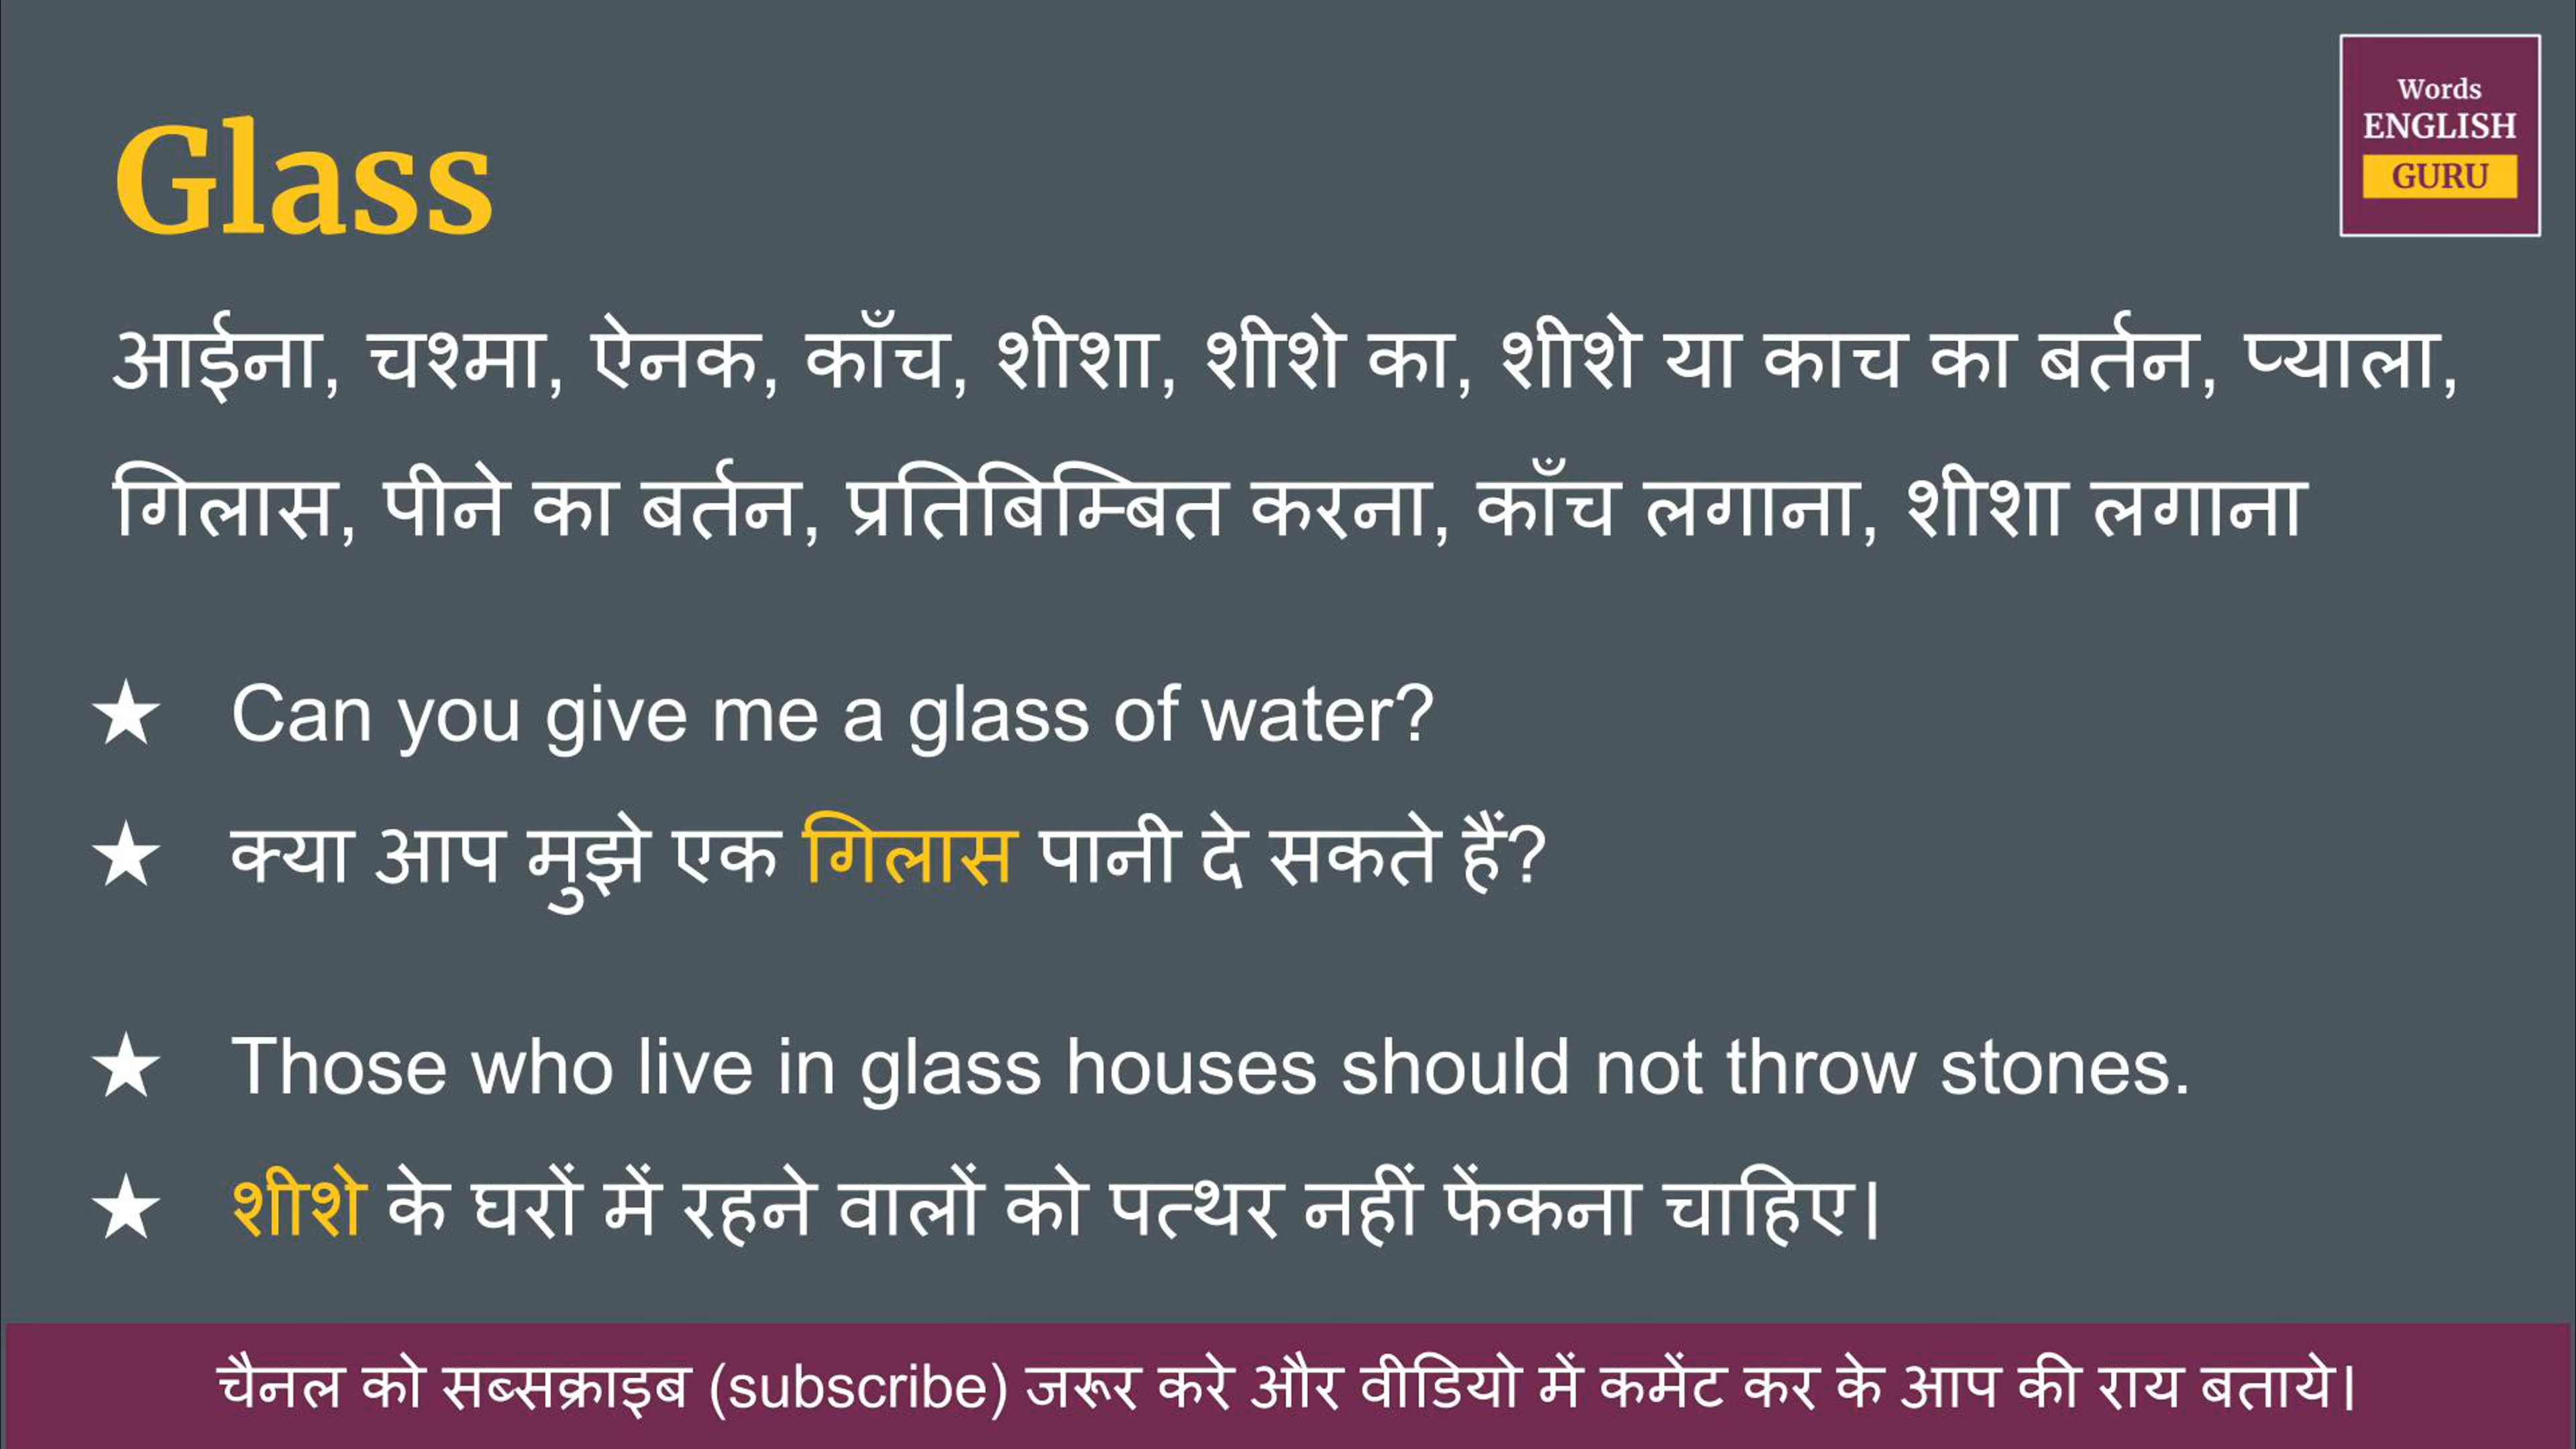 Glass
Words
ENGLISH
GURU
आईना, चश्मा, ऐनक, काँच, शीशा, शीशे का, शीशे या काच का बर्तन, प्याला,
गिलास, पीने का बर्तन, प्रतिबिम्बित करना, काँच लगाना, शीशा लगाना
★ Can you give me a glass of water?
★ क्या आप मुझे एक गिलास पानी दे सकते हैं?
★ Those who live in glass houses should not throw stones.
★ शीशे के घरों में रहने वालों को पत्थर नहीं फेंकना चाहिए।
चैनल को सब्सक्राइब (subscribe) जरूर करे और वीडियो में कमेंट कर के आप की राय बताये।